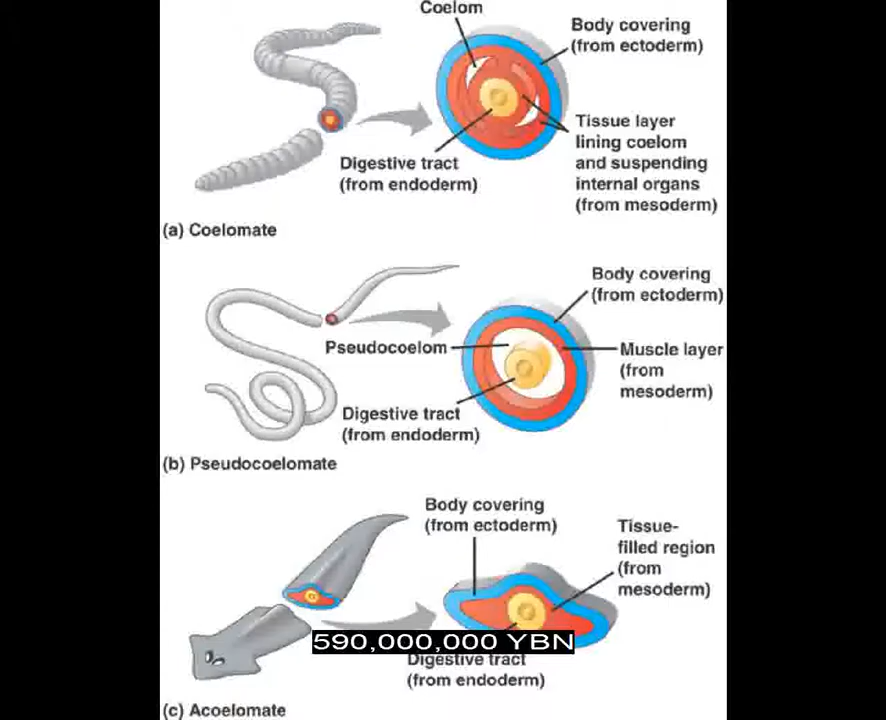 Coelom
Body covering
(from ectoderm)
Tissue layer
lining coelom
and suspending
internal organs
(from mesoderm)
Digestive tract
(from endoderm)
(a) Coelomate
Body covering
(from ectoderm)
Pseudocoelom
Muscle layer
(from
mesoderm)
Digestive tract
(from endoderm)
(b) Pseudocoelomate
Body covering
(from ectoderm)
Tissue-
filled region
(from
mesoderm)
590,000,000 YBN
Digestive tract
(from endoderm)
(c) Acoelomate